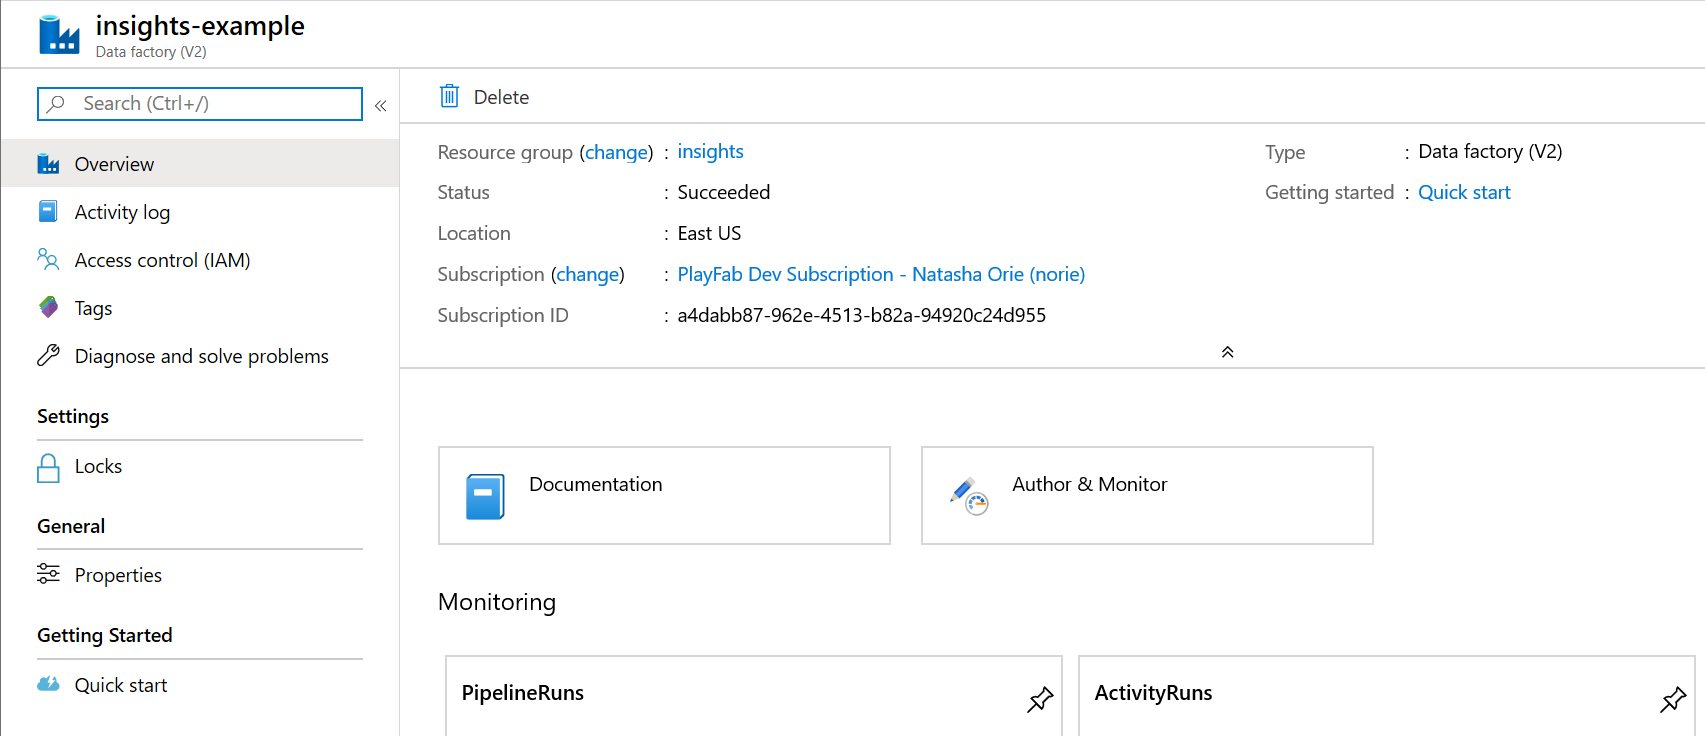 insights-example
Data factory (V2)
Search (Ctrl+/)
«
Overview
Activity log
Access control (IAM)
Tags
Diagnose and solve problems
Settings
Locks
General
Properties
Getting Started
Quick start
Delete
Resource group (change) : insights
Status : Succeeded
Location : East US
Subscription (change) : PlayFab Dev Subscription - Natasha Orie (norie)
Subscription ID : a4dabb87-962e-4513-b82a-94920c24d955
Type : Data factory (V2)
Getting started : Quick start
Documentation
Author & Monitor
Monitoring
PipelineRuns
ActivityRuns